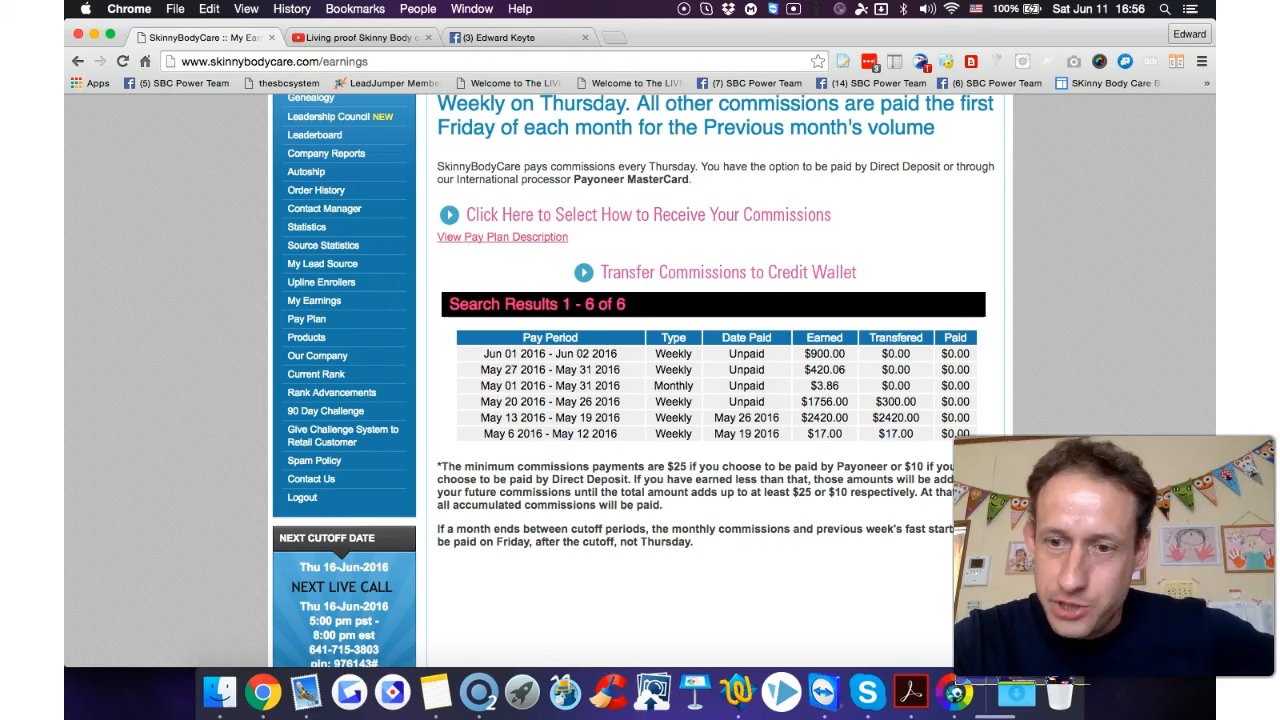 Chrome File Edit View History Bookmarks People Window Help 100% Sat Jun 11 16:56
SkinnyBodyCare :: My Ear Living proof Skinny Body c (3) Edward Keyte Edward
www.skinnybodycare.com/earnings
Apps (5) SBC Power Team thesbcsystem LeadJumper Membe Welcome to The LIVE Welcome to The LIVE (7) SBC Power Team (14) SBC Power Team (6) SBC Power Team SKinny Body Care B
Genealogy
Leadership Council NEW
Leaderboard
Company Reports
Autoship
Order History
Contact Manager
Statistics
Source Statistics
My Lead Source
Upline Enrollers
My Earnings
Pay Plan
Products
Our Company
Current Rank
Rank Advancements
90 Day Challenge
Give Challenge System to
Retail Customer
Spam Policy
Contact Us
Logout
NEXT CUTOFF DATE
Thu 16-Jun-2016
NEXT LIVE CALL
Thu 16-Jun-2016
5:00 pm pst -
8:00 pm est
641-715-3803
pin: 976143#
Weekly on Thursday. All other commissions are paid the first
Friday of each month for the Previous month's volume
SkinnyBodyCare pays commissions every Thursday. You have the option to be paid by Direct Deposit or through
our International processor Payoneer MasterCard.
Click Here to Select How to Receive Your Commissions
View Pay Plan Description
Transfer Commissions to Credit Wallet
Search Results 1 - 6 of 6
Pay Period Type Date Paid Earned Transfered Paid
Jun 01 2016 - Jun 02 2016 Weekly Unpaid $900.00 $0.00 $0.00
May 27 2016 - May 31 2016 Weekly Unpaid $420.06 $0.00 $0.00
May 01 2016 - May 31 2016 Monthly Unpaid $3.86 $0.00 $0.00
May 20 2016 - May 26 2016 Weekly Unpaid $1756.00 $300.00 $0.00
May 13 2016 - May 19 2016 Weekly May 26 2016 $2420.00 $2420.00 $0.00
May 6 2016 - May 12 2016 Weekly May 19 2016 $17.00 $17.00 $0.00
*The minimum commissions payments are $25 if you choose to be paid by Payoneer or $10 if you
choose to be paid by Direct Deposit. If you have earned less than that, those amounts will be add
your future commissions until the total amount adds up to at least $25 or $10 respectively. At tha
all accumulated commissions will be paid.
If a month ends between cutoff periods, the monthly commissions and previous week's fast start
be paid on Friday, after the cutoff, not Thursday.